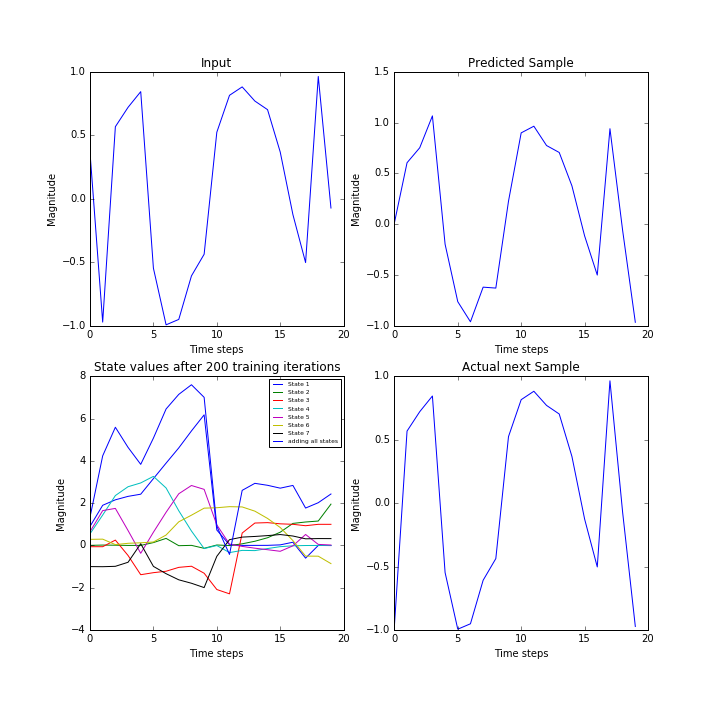 Input
Magnitude
1.0
0.5
0.0
−0.5
−1.0
0 5 10 15 20
Time steps
Predicted Sample
Magnitude
1.5
1.0
0.5
0.0
−0.5
−1.0
0 5 10 15 20
Time steps
State values after 200 training iterations
Magnitude
8
6
4
2
0
−2
−4
0 5 10 15 20
Time steps
State 1
State 2
State 3
State 4
State 5
State 6
State 7
adding all states
Actual next Sample
Magnitude
1.0
0.5
0.0
−0.5
−1.0
0 5 10 15 20
Time steps